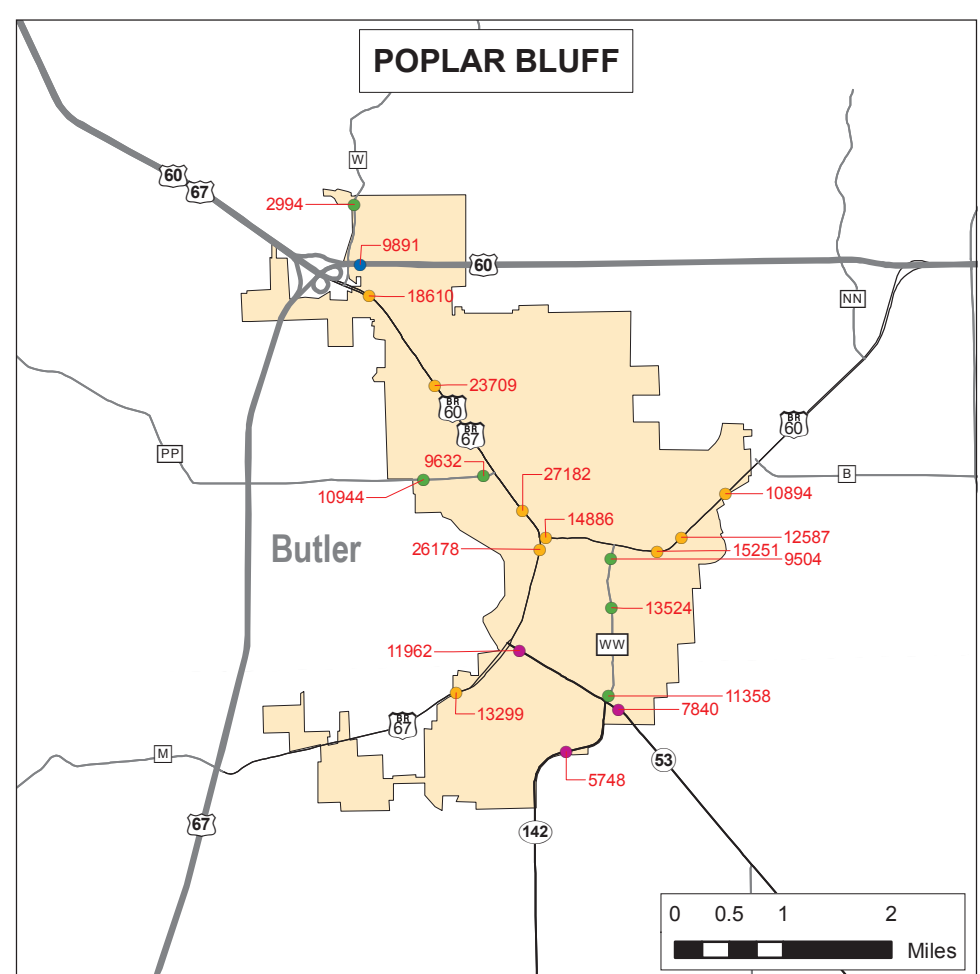 POPLAR BLUFF
W
60
67
2994
9891
60
18610
NN
23709
BR
60
BR
67
BR
60
PP
9632
27182
B
10944
10894
14886
12587
Butler
26178
15251
9504
13524
WW
11962
11358
7840
13299
BR
67
M
53
5748
67
142
0 0.5 1 2
Miles